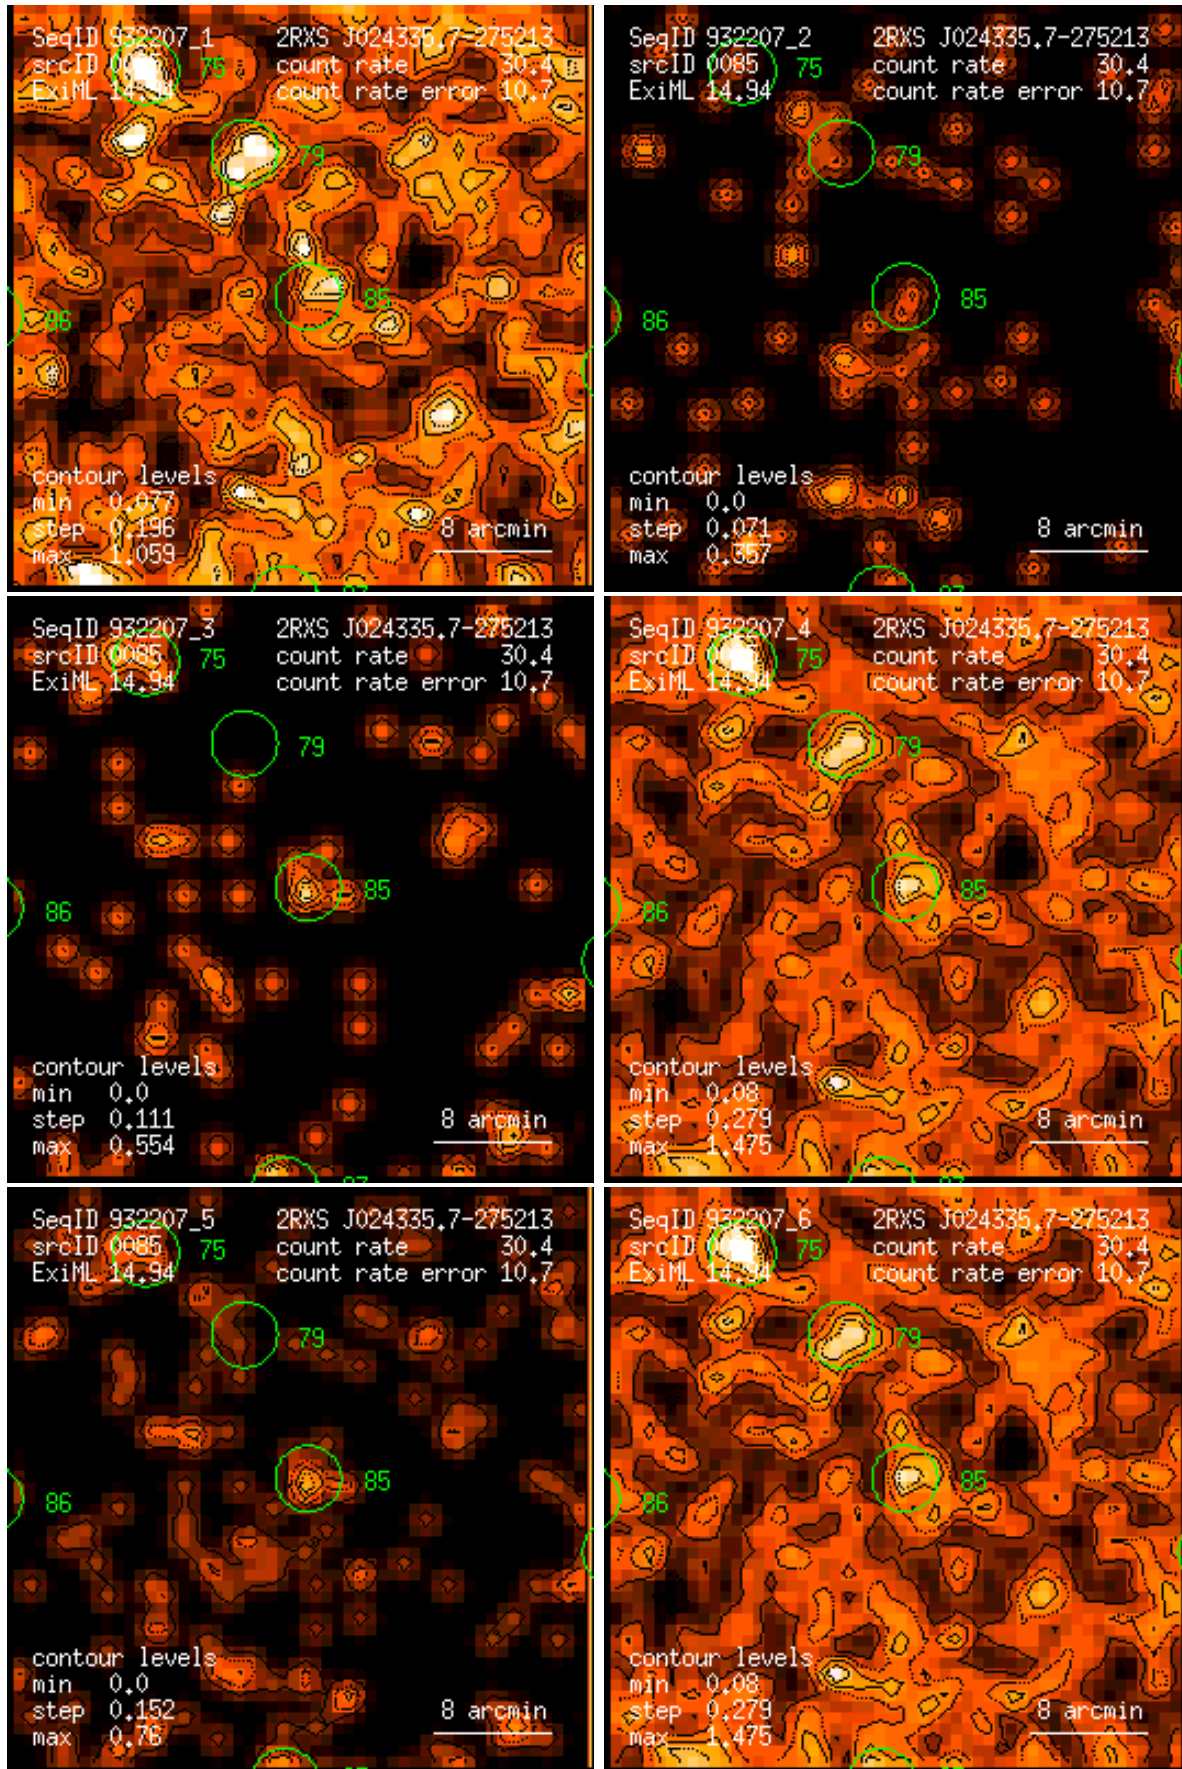 SeqID 932207_1 2RXS J024335.7-275213
srcID 0085 75 count rate 30.4
ExiML 14.94 count rate error 10.7
79
85
86
contour levels
min 0.077
step 0.196 8 arcmin
max 1.059
SeqID 932207_2 2RXS J024335.7-275213
srcID 0085 75 count rate 30.4
ExiML 14.94 count rate error 10.7
79
85
86
contour levels
min 0.0
step 0.071 8 arcmin
max 0.357
SeqID 932207_3 2RXS J024335.7-275213
srcID 0085 75 count rate 30.4
ExiML 14.94 count rate error 10.7
79
85
86
contour levels
min 0.0
step 0.111 8 arcmin
max 0.554
SeqID 932207_4 2RXS J024335.7-275213
srcID 75 count rate 30.4
ExiML 14.94 count rate error 10.7
79
85
86
contour levels
min 0.08
step 0.279 8 arcmin
max 1.475
SeqID 932207_5 2RXS J024335.7-275213
srcID 0085 75 count rate 30.4
ExiML 14.94 count rate error 10.7
79
85
86
contour levels
min 0.0
step 0.152 8 arcmin
max 0.76
SeqID 932207_6 2RXS J024335.7-275213
srcID 75 count rate 30.4
ExiML 14.94 count rate error 10.7
79
85
86
contour levels
min 0.08
step 0.279 8 arcmin
max 1.475